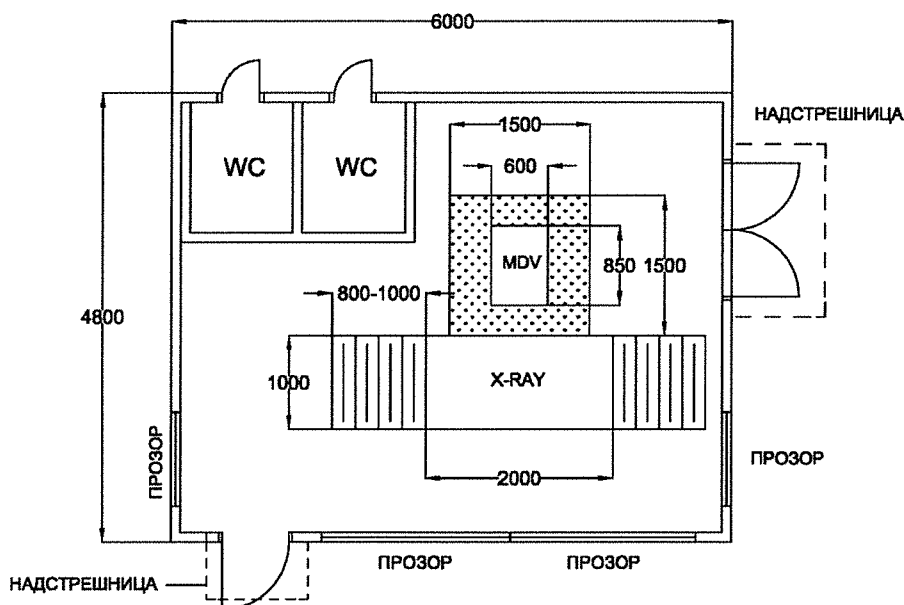 6000
НАДСТРЕШНИЦА
1500
WC
WC
600
MDV
850
1500
800-1000
4800
1000
X-RAY
ПРОЗОР
ПРОЗОР
2000
ПРОЗОР
ПРОЗОР
НАДСТРЕШНИЦА